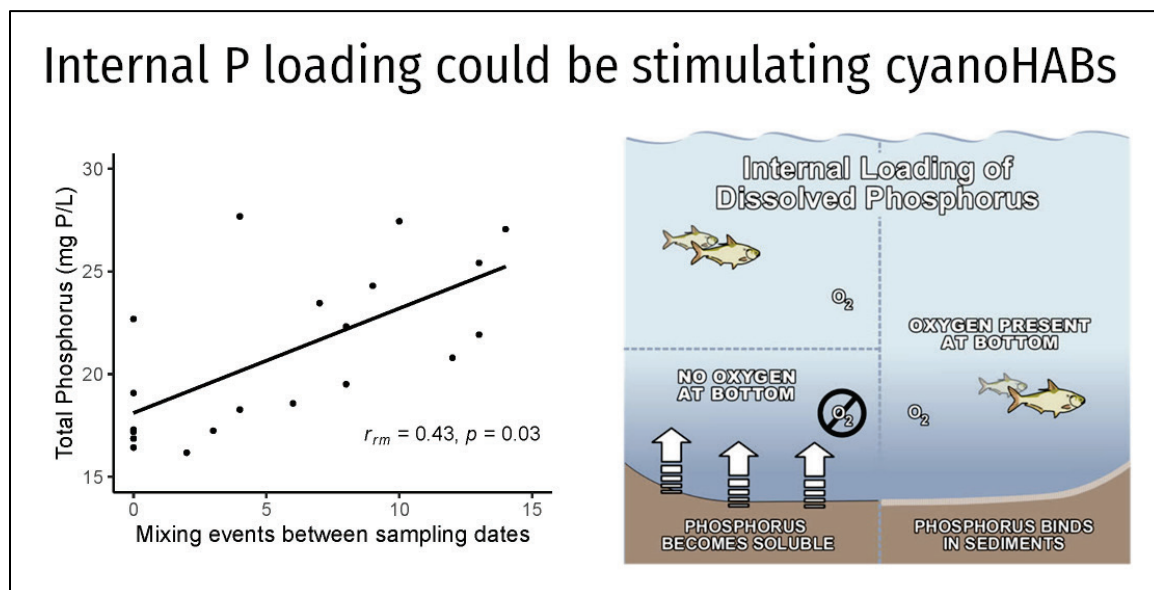 Internal P loading could be stimulating cyanoHABs
Total Phosphorus (mg P/L)
30
25
20
15
r_rm = 0.43, p = 0.03
0
5
10
15
Mixing events between sampling dates
Internal Loading of
Dissolved Phosphorus
O₂
OXYGEN PRESENT
AT BOTTOM
NO OXYGEN
AT BOTTOM
O₂
O₂
PHOSPHORUS
BECOMES SOLUBLE
PHOSPHORUS BINDS
IN SEDIMENTS